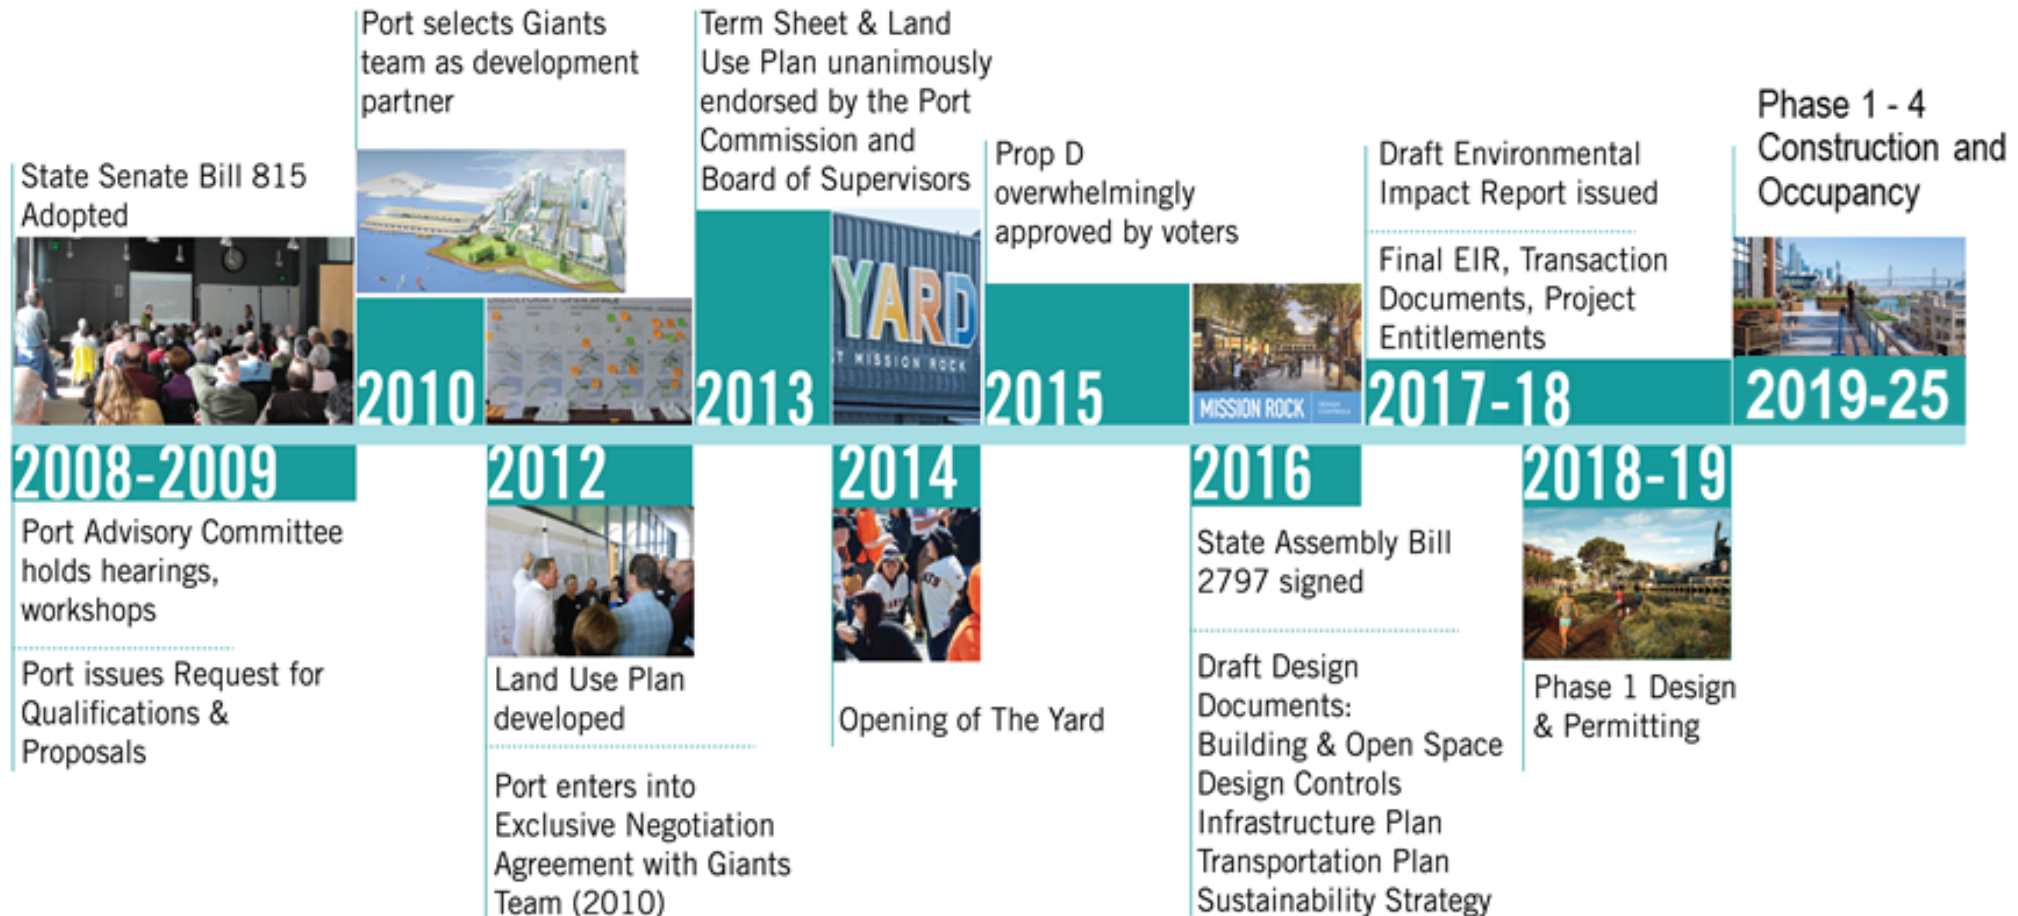 State Senate Bill 815
Adopted
2008-2009
Port Advisory Committee
holds hearings,
workshops
Port issues Request for
Qualifications &
Proposals
Port selects Giants
team as development
partner
2010
2012
Land Use Plan
developed
Port enters into
Exclusive Negotiation
Agreement with Giants
Team (2010)
Term Sheet & Land
Use Plan unanimously
endorsed by the Port
Commission and
Board of Supervisors
2013
YARD
T MISSION ROCK
2014
Opening of The Yard
Prop D
overwhelmingly
approved by voters
2015
MISSION ROCK
2016
State Assembly Bill
2797 signed
Draft Design
Documents:
Building & Open Space
Design Controls
Infrastructure Plan
Transportation Plan
Sustainability Strategy
Draft Environmental
Impact Report issued
Final EIR, Transaction
Documents, Project
Entitlements
2017-18
2018-19
Phase 1 Design
& Permitting
Phase 1 - 4
Construction and
Occupancy
2019-25